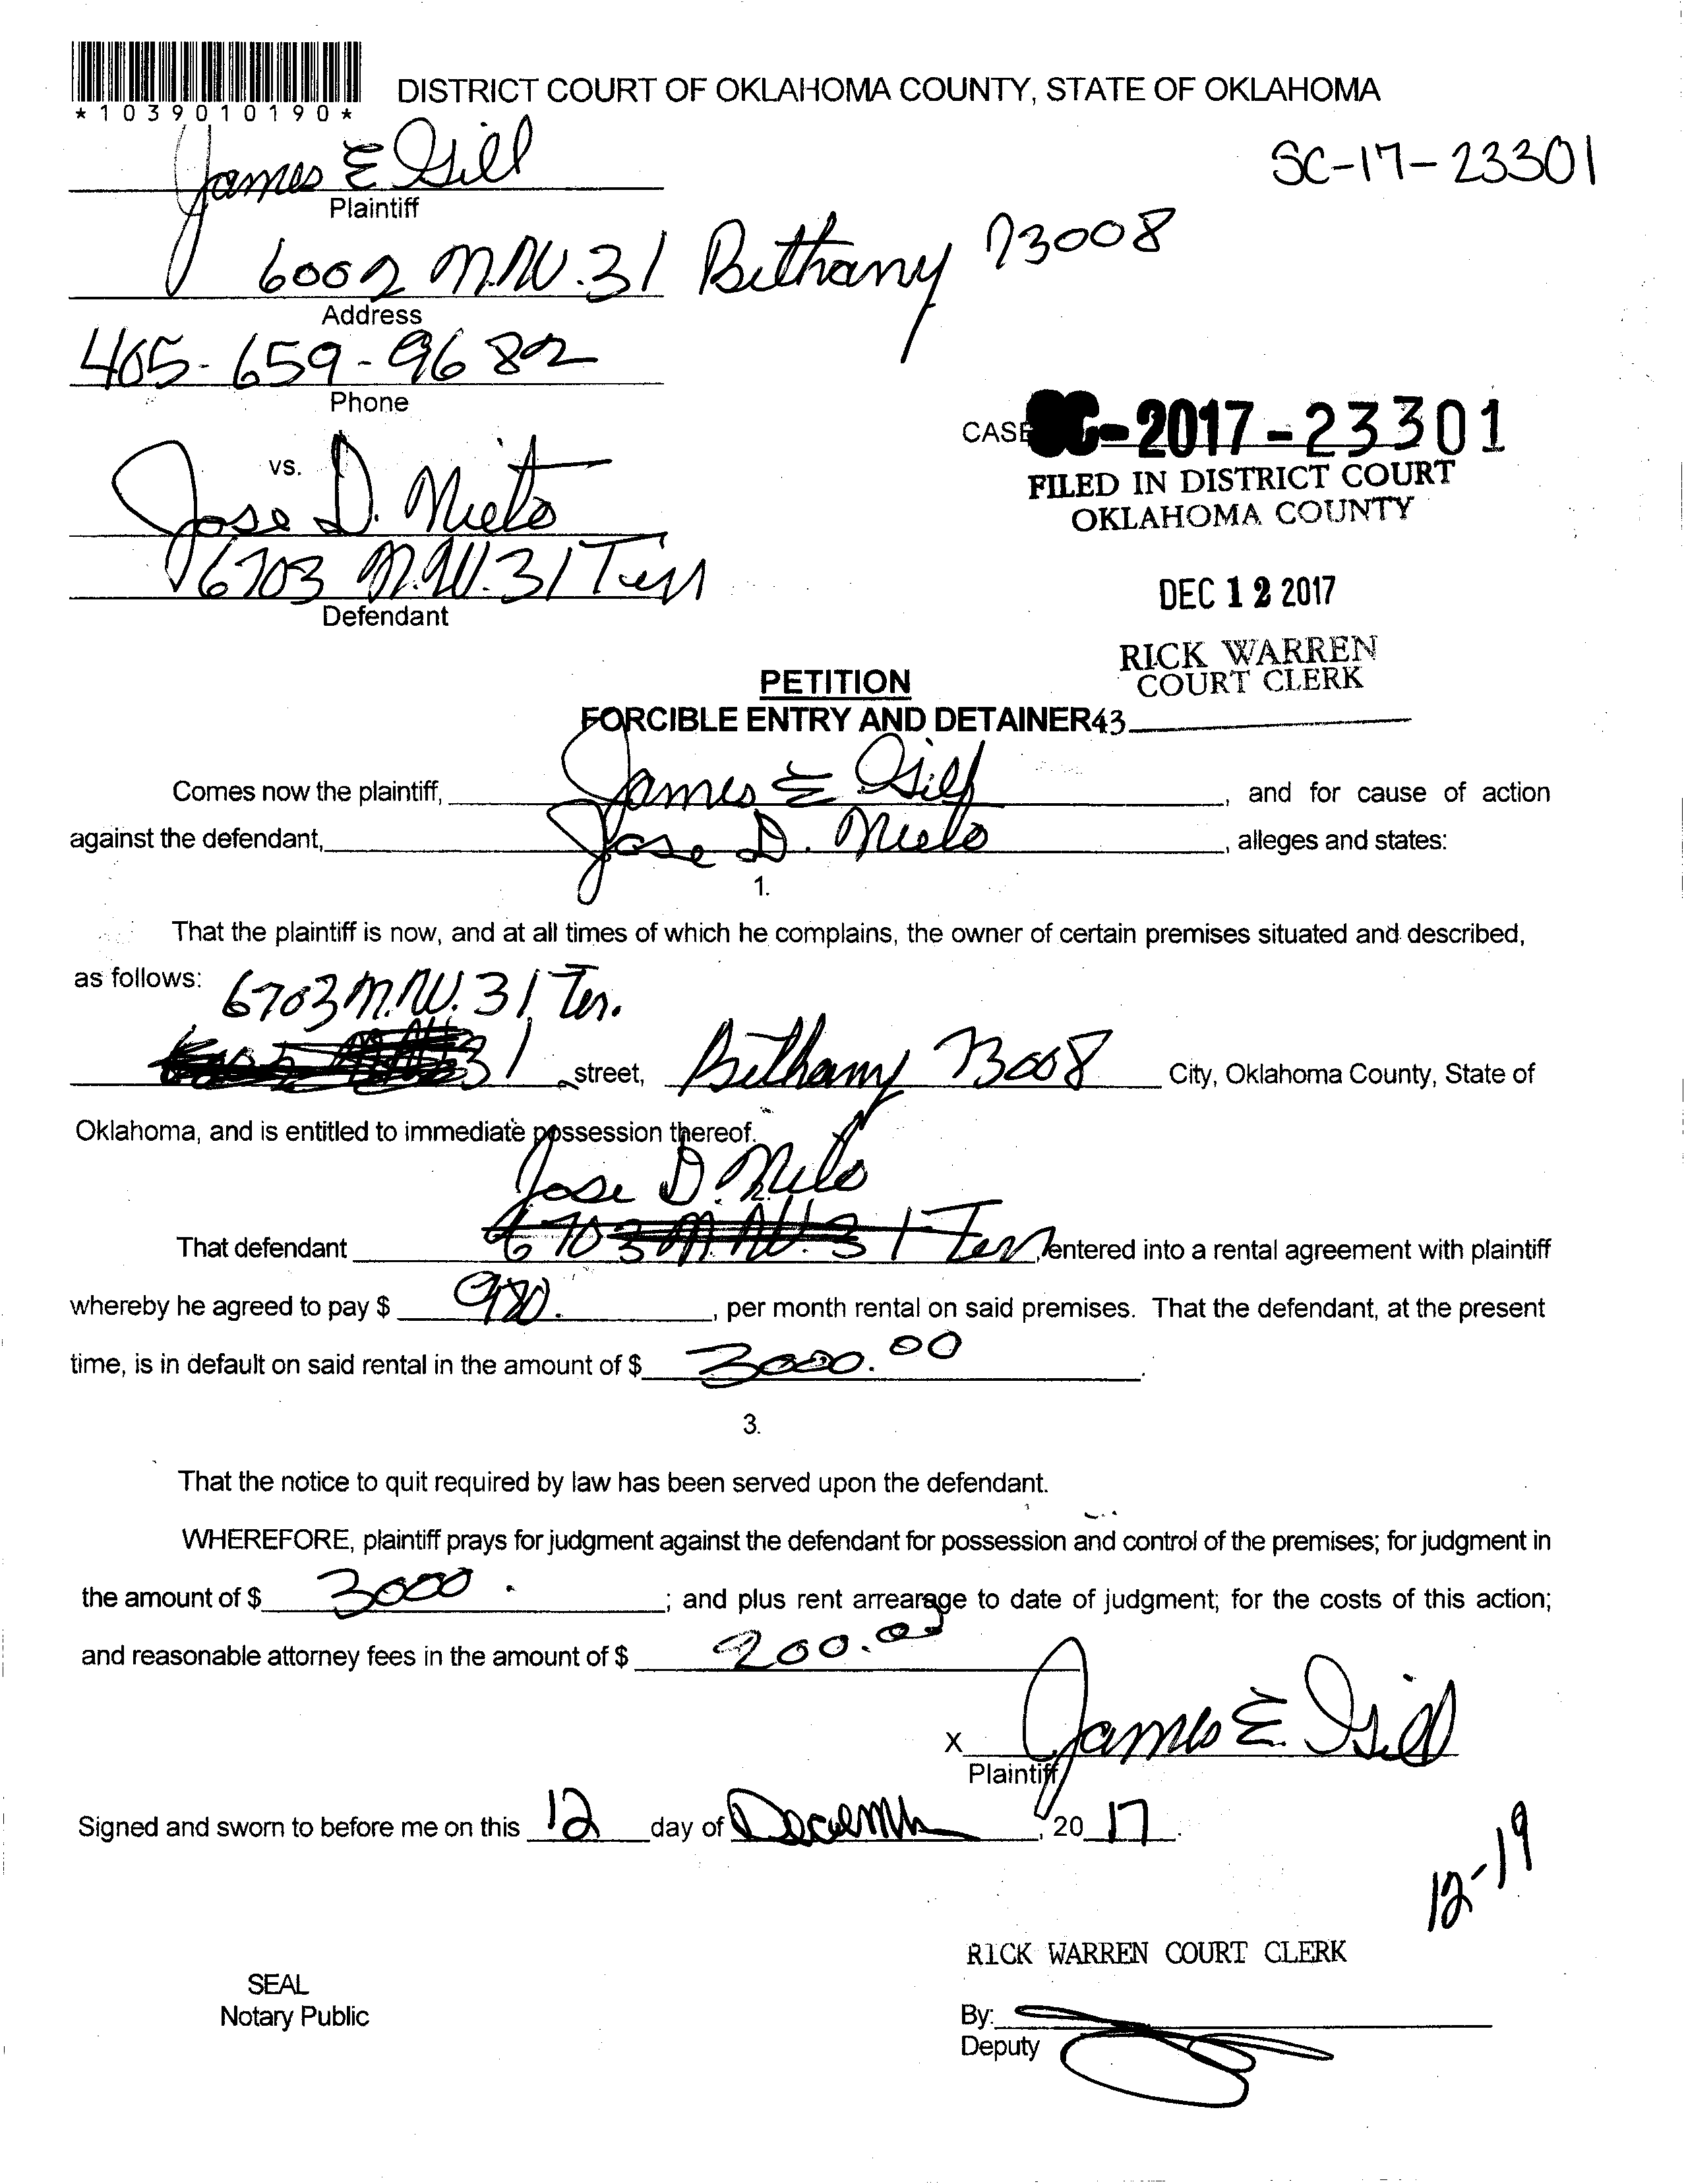 *1039010190*
DISTRICT COURT OF OKLAHOMA COUNTY, STATE OF OKLAHOMA
James E Gill
SC-17-23301
Plaintiff
6002 N.W. 31 Bethany 73008
Address
405-659-9682
Phone
CASE SC-2017-23301
FILED IN DISTRICT COURT
OKLAHOMA COUNTY
vs.
Jose D. Nieto
6703 N.W. 31 Terr
Defendant
DEC 12 2017
RICK WARREN
COURT CLERK
PETITION
FORCIBLE ENTRY AND DETAINER
43
Comes now the plaintiff, James E Gill, and for cause of action
against the defendant, Jose D. Nieto, alleges and states:
1.
That the plaintiff is now, and at all times of which he complains, the owner of certain premises situated and described,
as follows: 6703 N.W. 31 Ter.
31 street, Bethany 73008 City, Oklahoma County, State of
Oklahoma, and is entitled to immediate possession thereof.
Jose D. Nieto
That defendant 6703 N.W. 31 Terr, entered into a rental agreement with plaintiff
whereby he agreed to pay $ 980., per month rental on said premises. That the defendant, at the present
time, is in default on said rental in the amount of $ 3000.00.
3.
That the notice to quit required by law has been served upon the defendant.
WHEREFORE, plaintiff prays for judgment against the defendant for possession and control of the premises; for judgment in
the amount of $ 3000.; and plus rent arrearage to date of judgment; for the costs of this action;
and reasonable attorney fees in the amount of $ 200.00
X James E. Gill
Plaintiff
Signed and sworn to before me on this 12 day of Decemb, 2017.
12-19
RICK WARREN COURT CLERK
SEAL
Notary Public
By:
Deputy